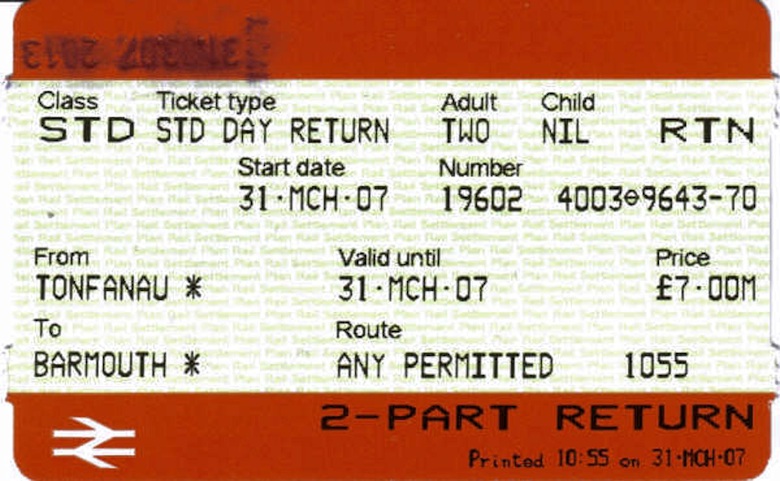 Class Ticket type Adult Child
STD STD DAY RETURN TWO NIL RTN
Start date Number
31·MCH·07 19602 4003⊖9643-70
From Valid until Price
TONFANAU * 31·MCH·07 £7·00M
To Route
BARMOUTH * ANY PERMITTED 1055
2-PART RETURN
Printed 10:55 on 31·MCH·07